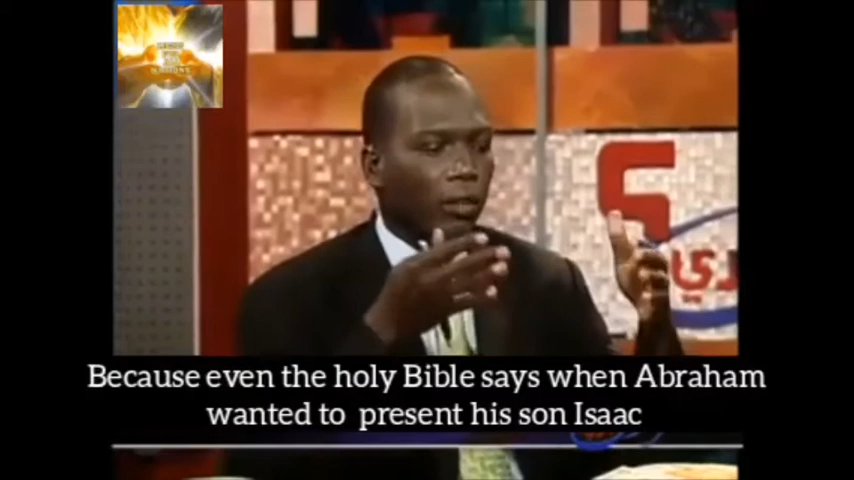 Because even the holy Bible says when Abraham
wanted to present his son Isaac